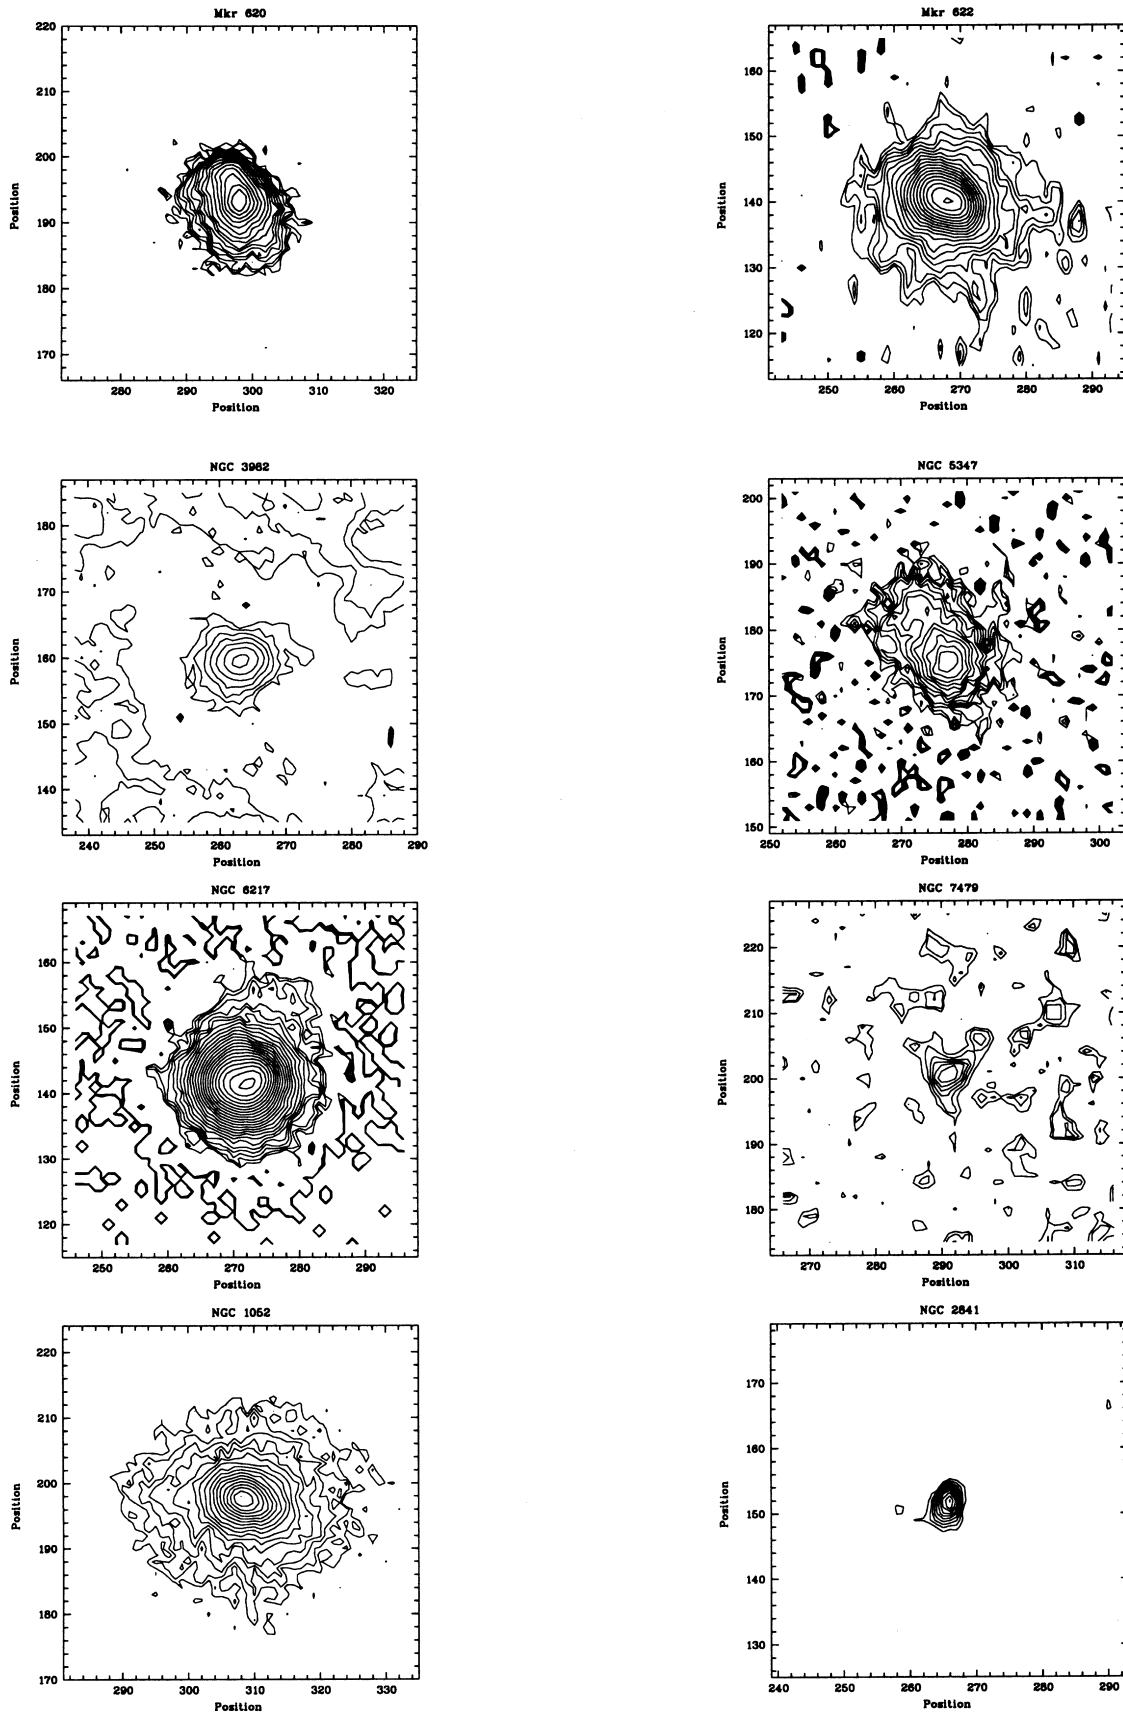 Mkr 620
220
210
200
190
180
170
Position
280 290 300 310 320
Position
Mkr 622
160
150
140
130
120
Position
250 260 270 280 290
Position
NGC 3982
180
170
160
150
140
Position
240 250 260 270 280 290
Position
NGC 5347
200
190
180
170
160
150
Position
250 260 270 280 290 300
Position
NGC 6217
160
150
140
130
120
Position
250 260 270 280 290
Position
NGC 7479
220
210
200
190
180
Position
270 280 290 300 310
Position
NGC 1052
220
210
200
190
180
170
Position
290 300 310 320 330
Position
NGC 2841
170
160
150
140
130
Position
240 250 260 270 280 290
Position